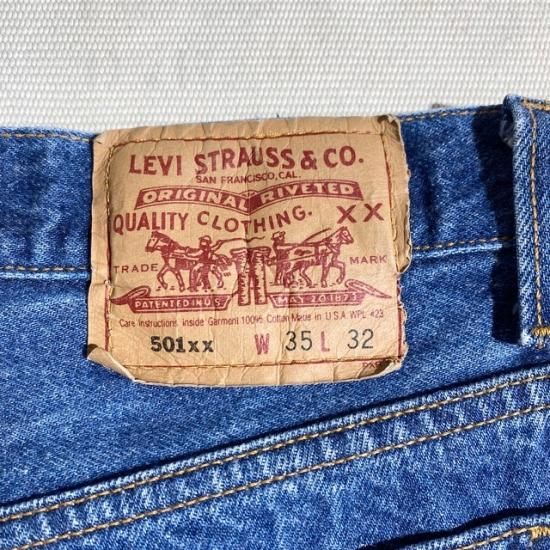 LEVI STRAUSS & CO.
SAN FRANCISCO, CAL.
ORIGINAL RIVETED
QUALITY CLOTHING. XX
TRADE MARK
PATENTED IN U.S. MAY 20 1873
Care Instructions Inside Garment 100% Cotton Made in U.S.A. WPL 423
501xx W 35 L 32